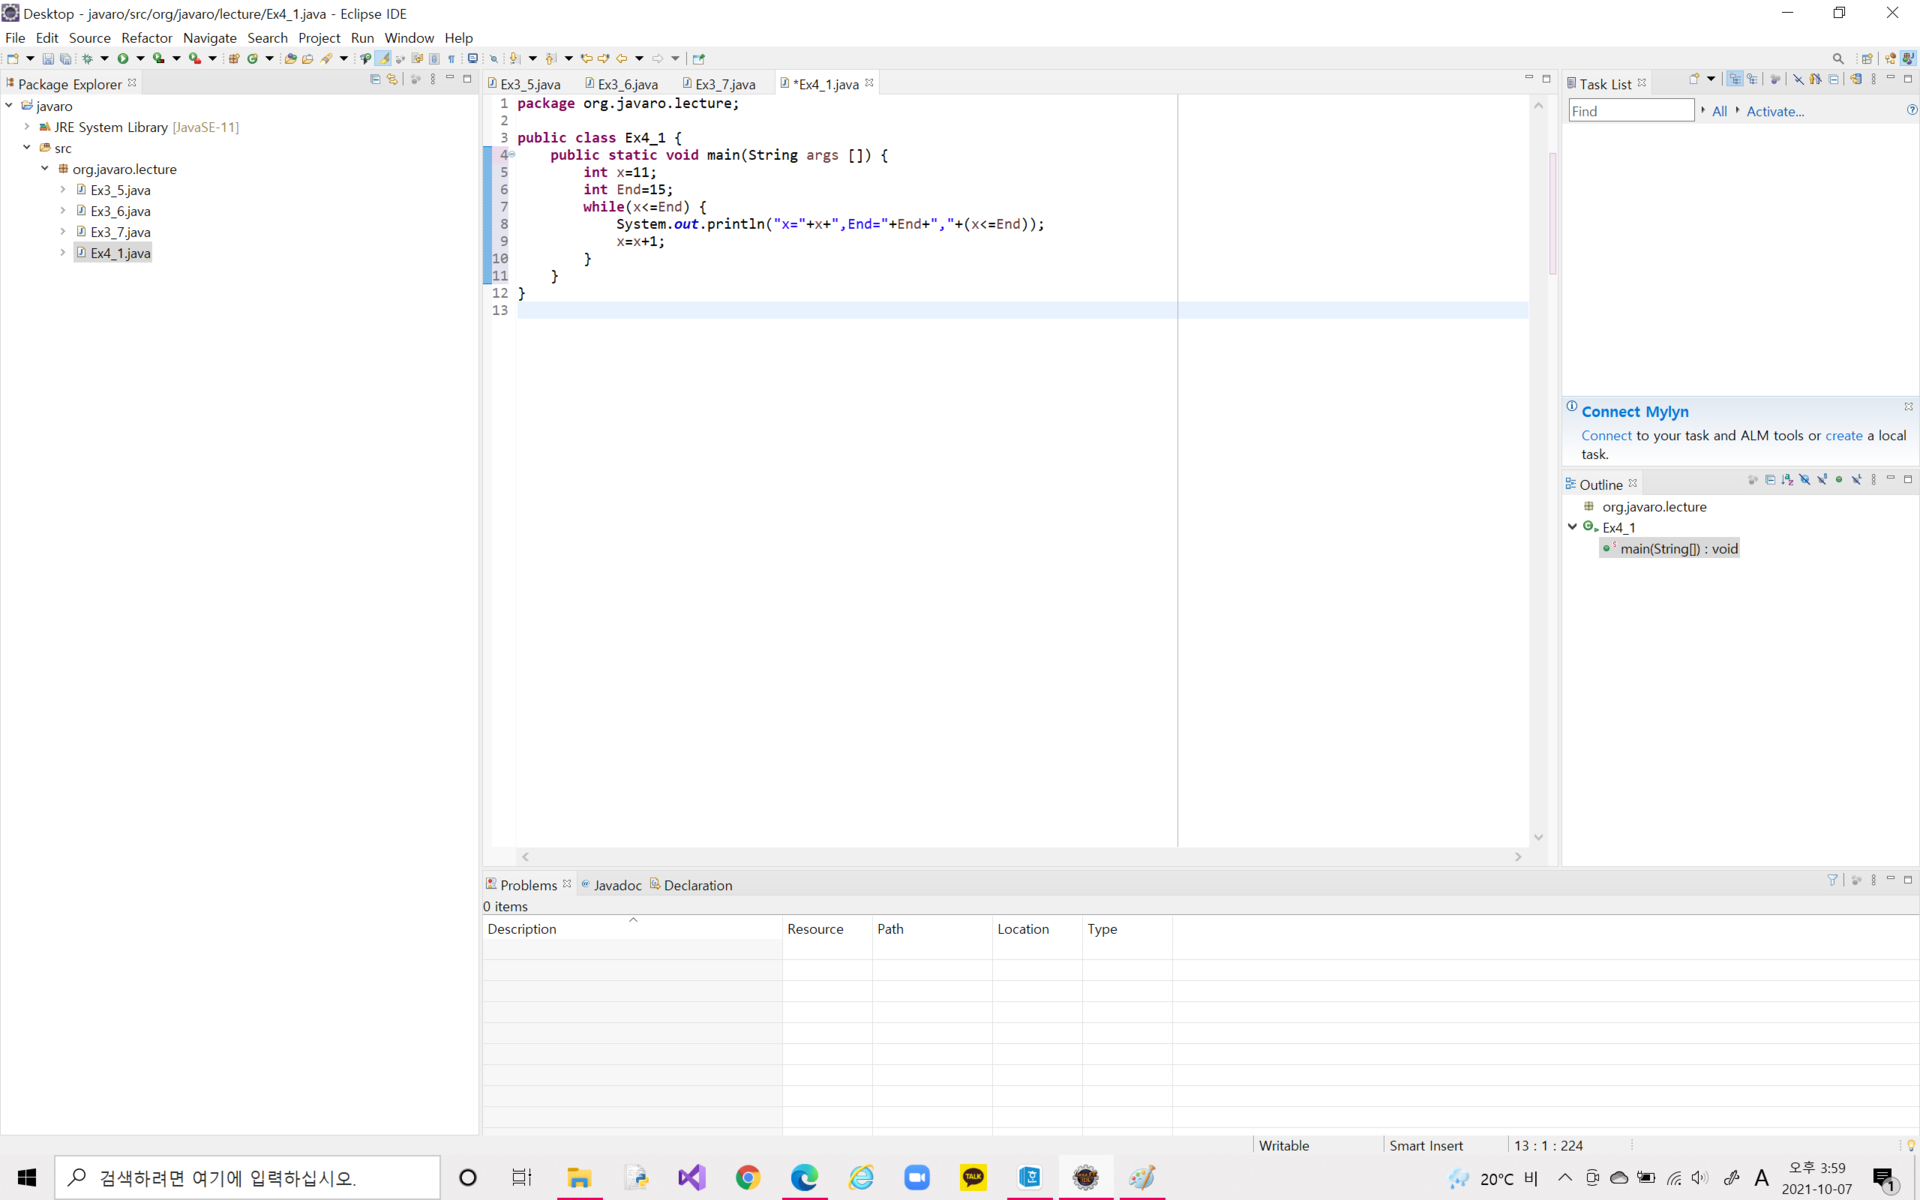 Desktop - javaro/src/org/javaro/lecture/Ex4_1.java - Eclipse IDE
File Edit Source Refactor Navigate Search Project Run Window Help
Package Explorer
javaro
JRE System Library [JavaSE-11]
src
org.javaro.lecture
Ex3_5.java
Ex3_6.java
Ex3_7.java
Ex4_1.java
Ex3_5.java Ex3_6.java Ex3_7.java *Ex4_1.java
1 package org.javaro.lecture;
2
3 public class Ex4_1 {
4 public static void main(String args []) {
5 int x=11;
6 int End=15;
7 while(x<=End) {
8 System.out.println("x="+x+",End="+End+","+(x<=End));
9 x=x+1;
10 }
11 }
12 }
13
Task List
Find All Activate...
Connect Mylyn
Connect to your task and ALM tools or create a local
task.
Outline
org.javaro.lecture
Ex4_1
main(String[]) : void
Problems Javadoc Declaration
0 items
Description Resource Path Location Type
Writable Smart Insert 13 : 1 : 224
검색하려면 여기에 입력하십시오.
TALK
20°C 비
A
오후 3:59
2021-10-07
1